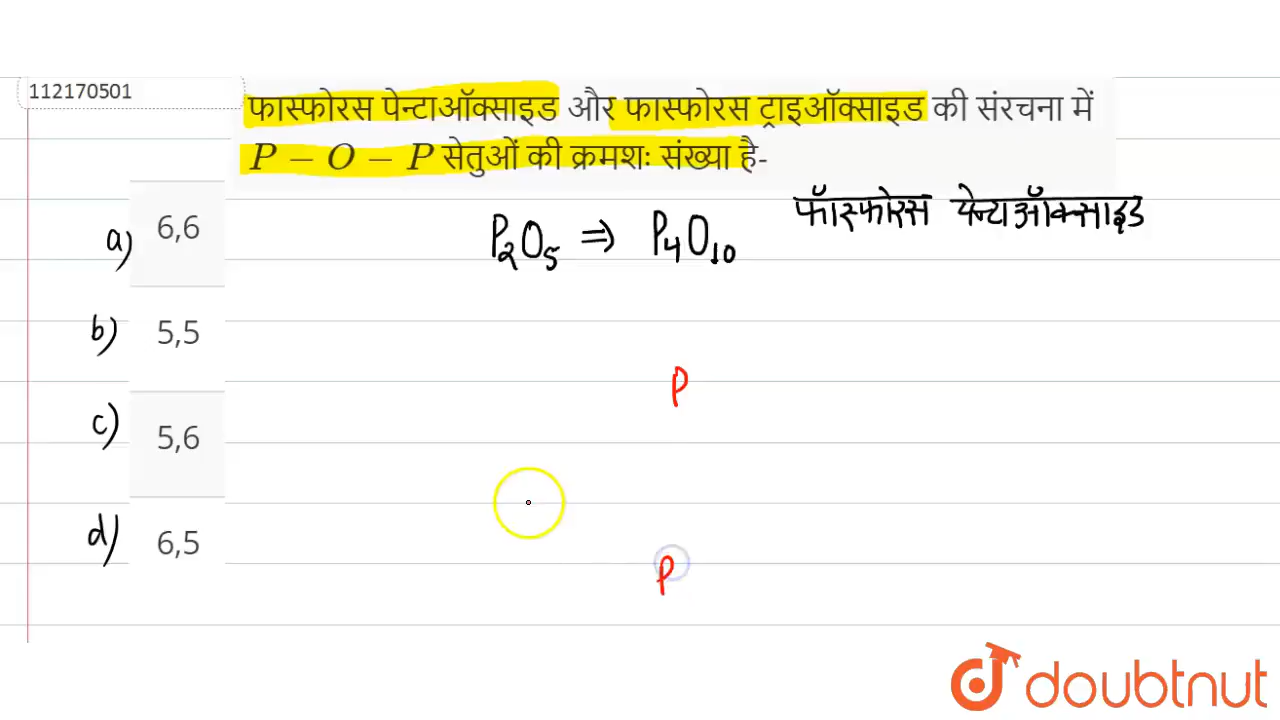 112170501
फास्फोरस पेन्टाऑक्साइड और फास्फोरस ट्राइऑक्साइड की संरचना में
P − O − P सेतुओं की क्रमशः संख्या है-
फॉस्फोरस पेन्टाऑक्साइड
a) 6,6
P₂O₅ ⇒ P₄O₁₀
b) 5,5
P
c) 5,6
d) 6,5
P
doubtnut